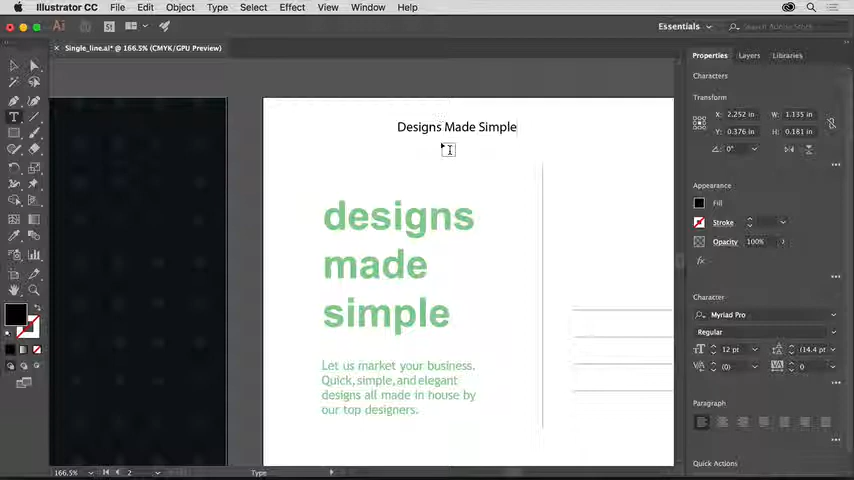 Illustrator CC File Edit Object Type Select Effect View Window Help
Essentials Search Adobe Stock
Single_line.ai* @ 166.5% (CMYK/GPU Preview)
Properties Layers Libraries
Characters
Transform
X: 2.252 in W: 1.135 in
Y: 0.376 in H: 0.181 in
0°
Appearance
Fill
Stroke
Opacity 100%
fx
Character
Myriad Pro
Regular
12 pt (14.4 pt
(0) 0
Paragraph
Quick Actions
Designs Made Simple
designs
made
simple
Let us market your business.
Quick, simple, and elegant
designs all made in house by
our top designers.
166.5% 2 Type